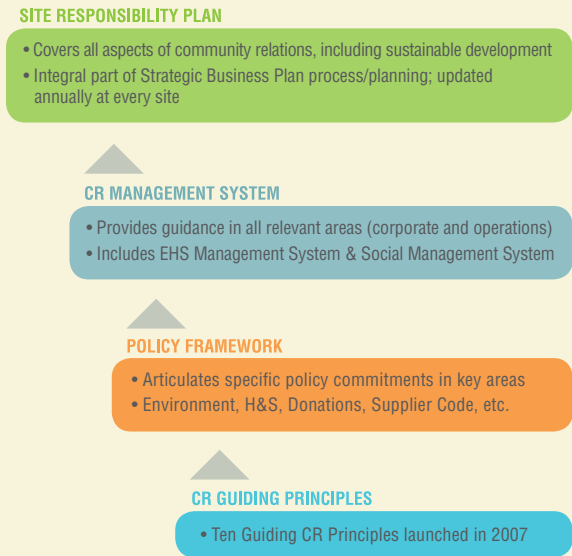 SITE RESPONSIBILITY PLAN
• Covers all aspects of community relations, including sustainable development
• Integral part of Strategic Business Plan process/planning; updated
annually at every site
CR MANAGEMENT SYSTEM
• Provides guidance in all relevant areas (corporate and operations)
• Includes EHS Management System & Social Management System
POLICY FRAMEWORK
• Articulates specific policy commitments in key areas
• Environment, H&S, Donations, Supplier Code, etc.
CR GUIDING PRINCIPLES
• Ten Guiding CR Principles launched in 2007